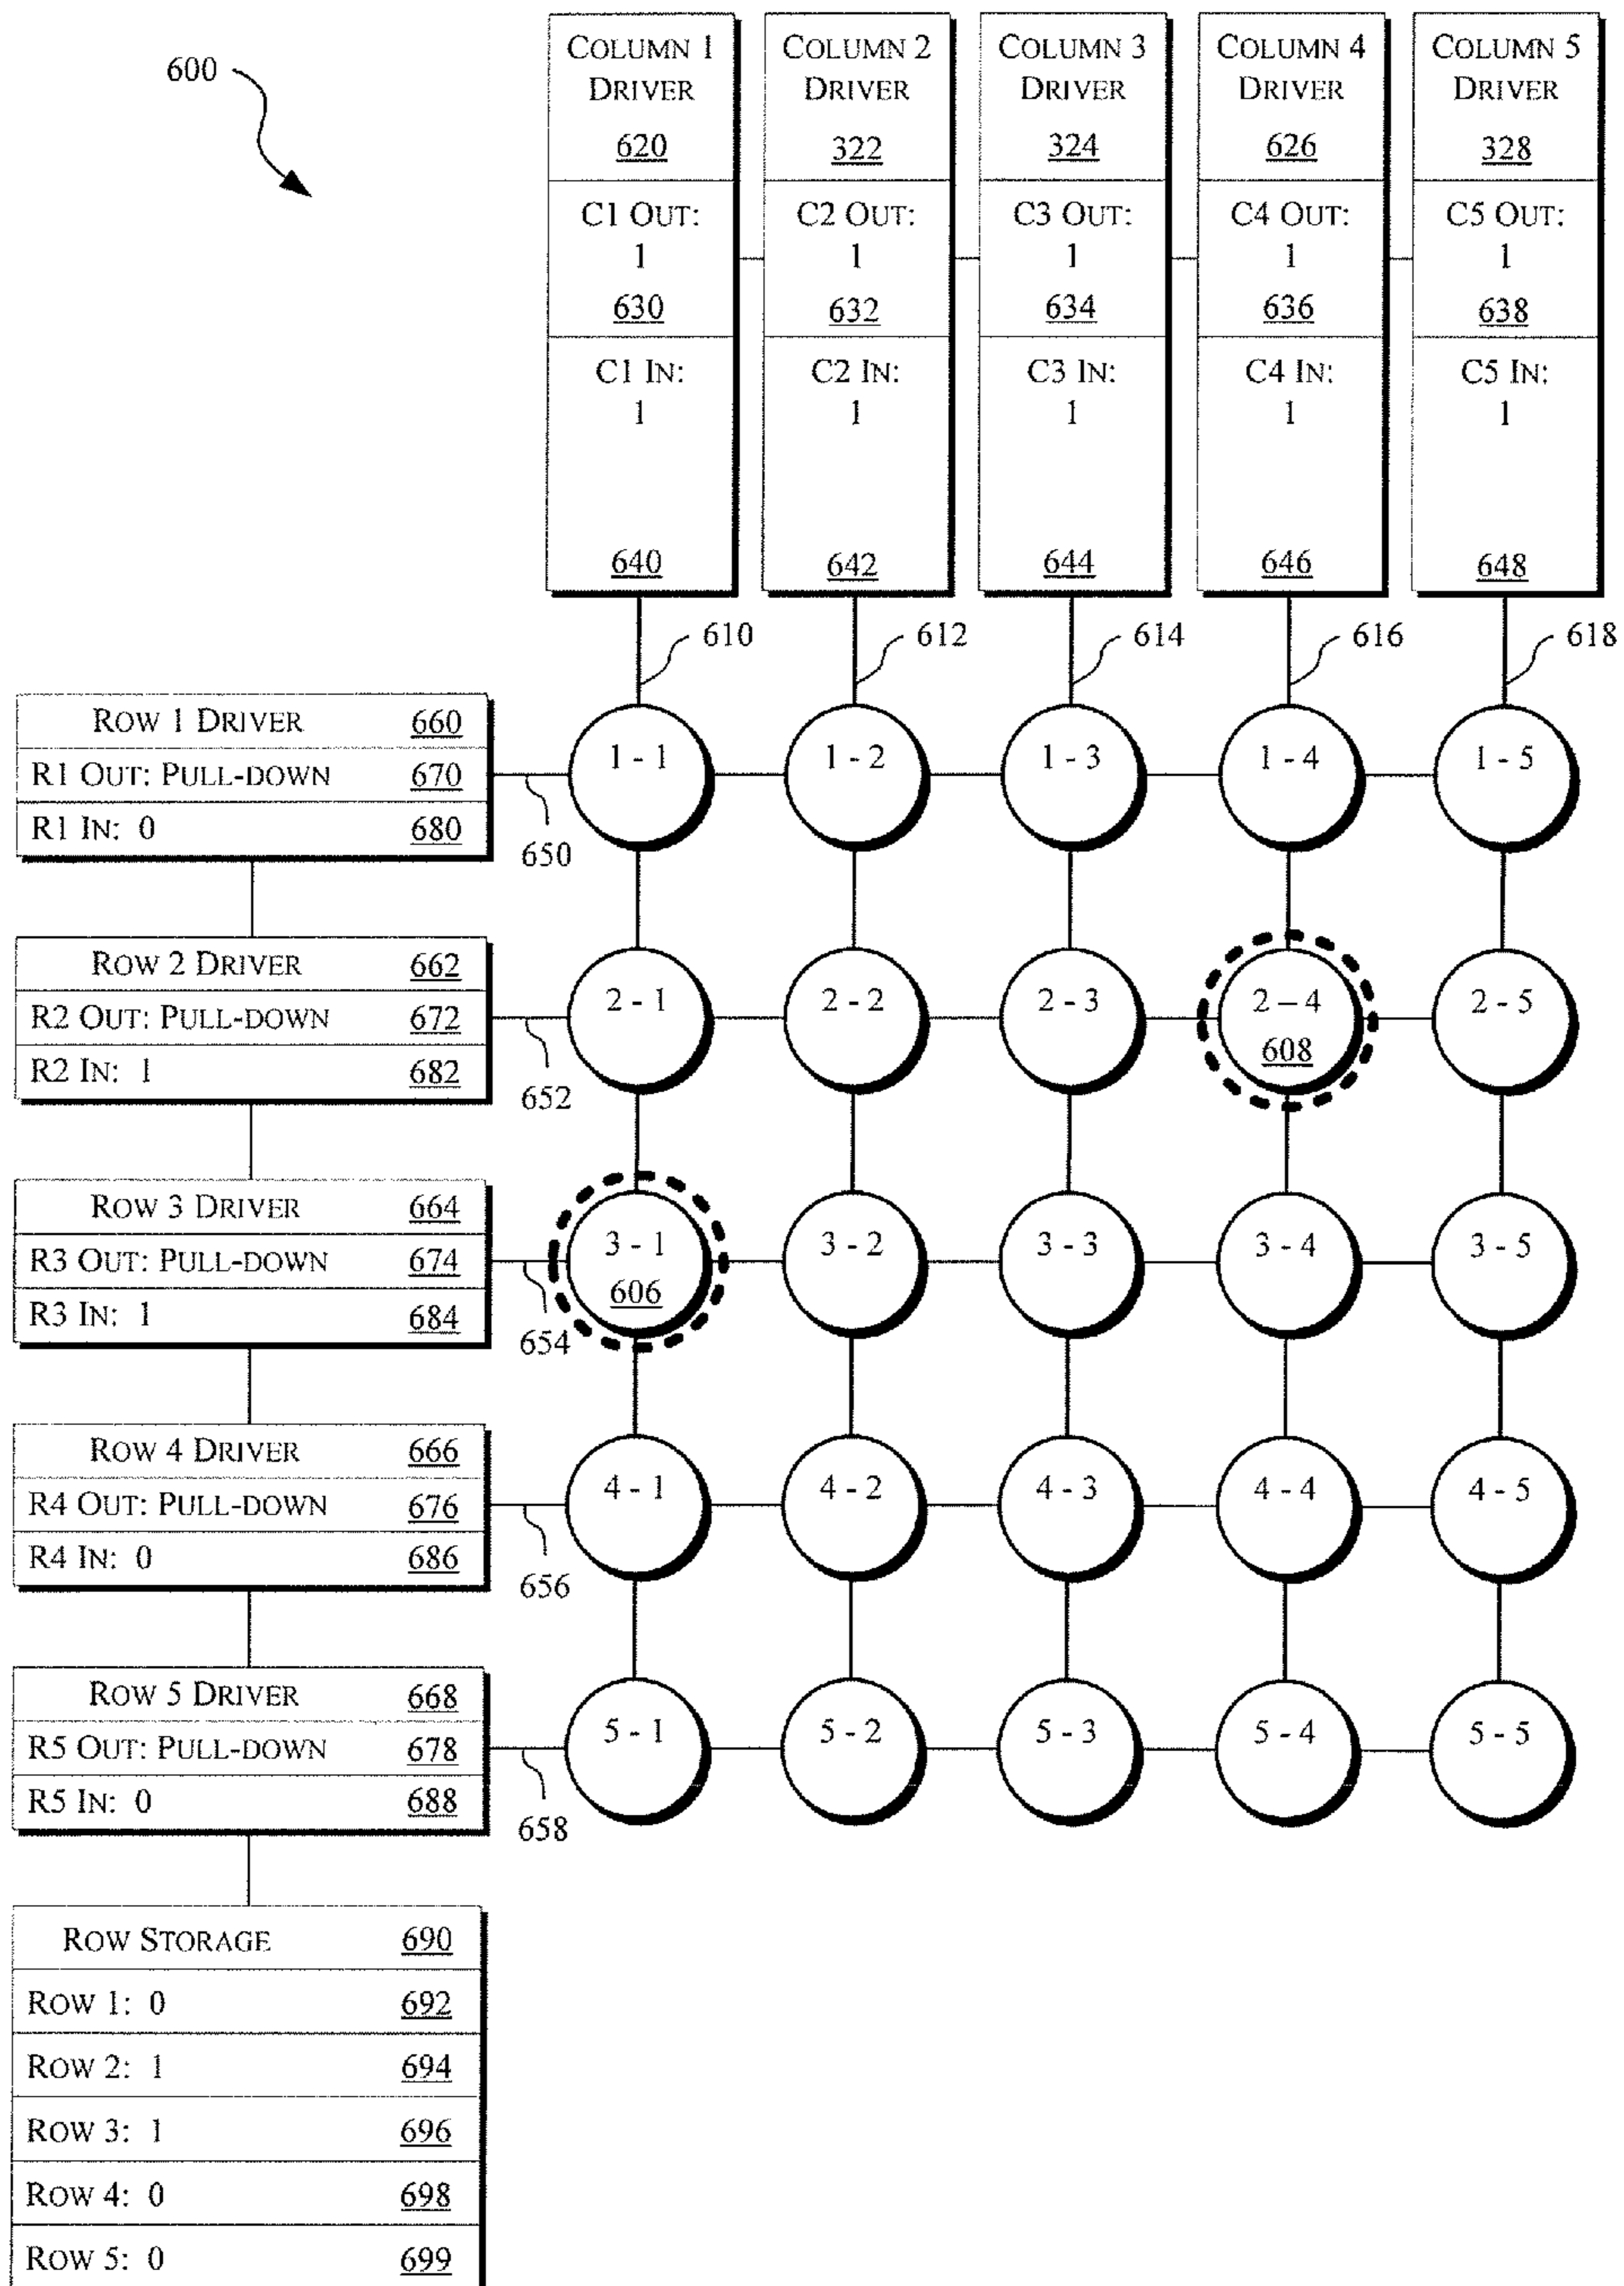 600
COLUMN 1
DRIVER
620
C1 OUT:
1
630
C1 IN:
1
640
COLUMN 2
DRIVER
322
C2 OUT:
1
632
C2 IN:
1
642
COLUMN 3
DRIVER
324
C3 OUT:
1
634
C3 IN:
1
644
COLUMN 4
DRIVER
626
C4 OUT:
1
636
C4 IN:
1
646
COLUMN 5
DRIVER
328
C5 OUT:
1
638
C5 IN:
1
648
610 612 614 616 618
ROW 1 DRIVER 660
R1 OUT: PULL-DOWN 670
R1 IN: 0 680
650
1 - 1 1 - 2 1 - 3 1 - 4 1 - 5
ROW 2 DRIVER 662
R2 OUT: PULL-DOWN 672
R2 IN: 1 682
652
2 - 1 2 - 2 2 - 3 2 – 4 2 - 5
608
ROW 3 DRIVER 664
R3 OUT: PULL-DOWN 674
R3 IN: 1 684
654
3 - 1 3 - 2 3 - 3 3 - 4 3 - 5
606
ROW 4 DRIVER 666
R4 OUT: PULL-DOWN 676
R4 IN: 0 686
656
4 - 1 4 - 2 4 - 3 4 - 4 4 - 5
ROW 5 DRIVER 668
R5 OUT: PULL-DOWN 678
R5 IN: 0 688
658
5 - 1 5 - 2 5 - 3 5 - 4 5 - 5
ROW STORAGE 690
ROW 1: 0 692
ROW 2: 1 694
ROW 3: 1 696
ROW 4: 0 698
ROW 5: 0 699